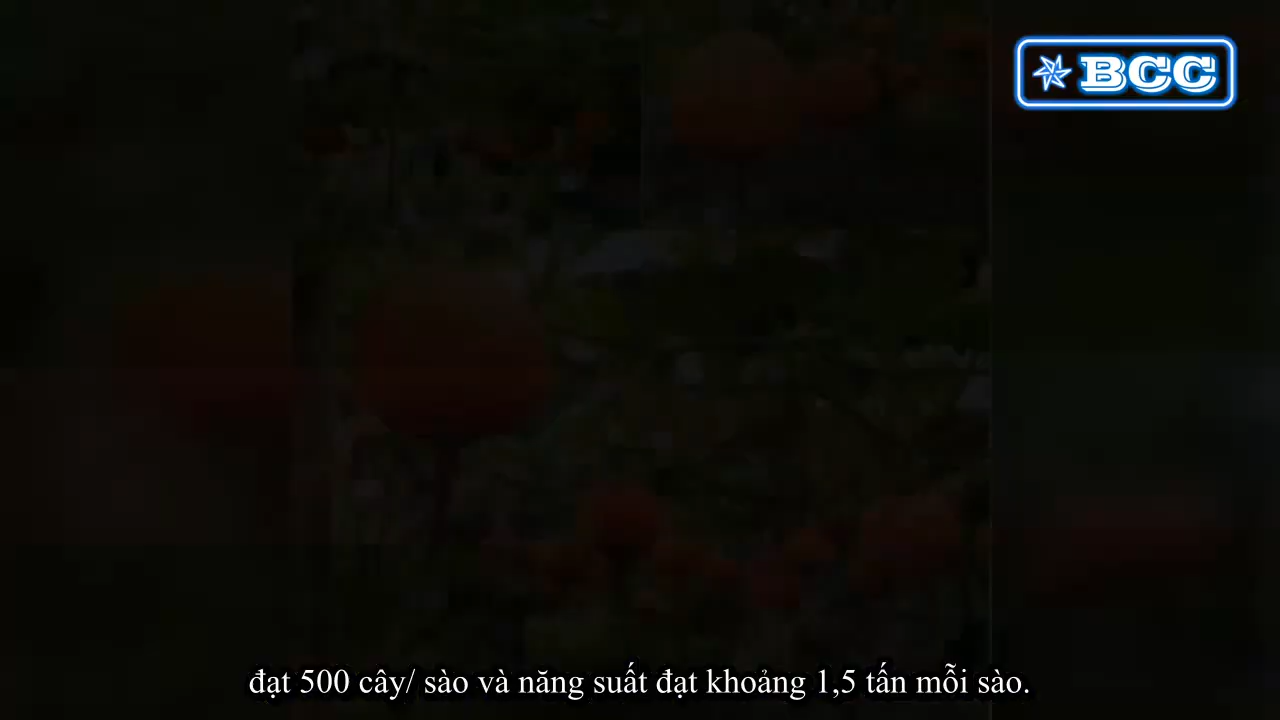 BCC
đạt 500 cây/ sào và năng suất đạt khoảng 1,5 tấn mỗi sào.